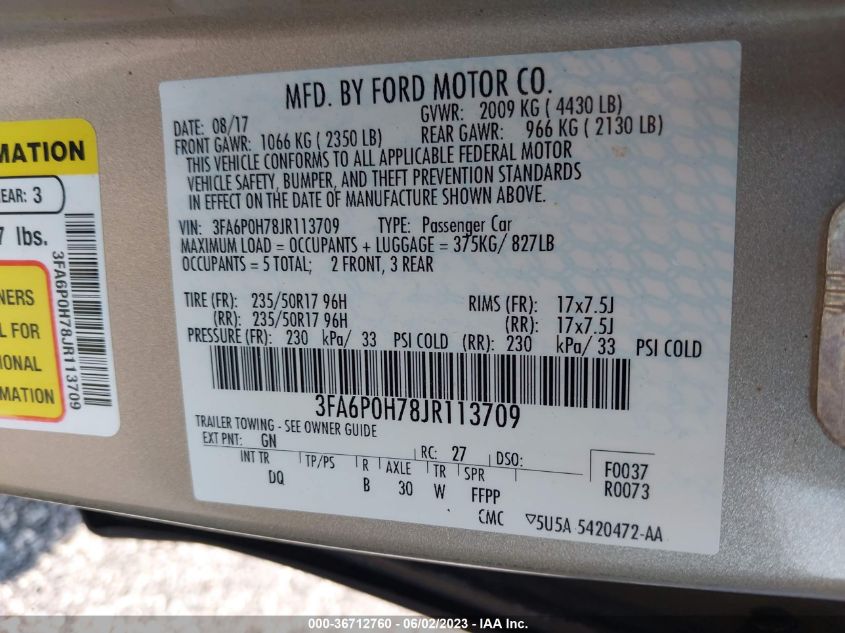 MFD. BY FORD MOTOR CO.
DATE: 08/17
GVWR: 2009 KG ( 4430 LB)
FRONT GAWR: 1066 KG ( 2350 LB)
REAR GAWR: 966 KG ( 2130 LB)
THIS VEHICLE CONFORMS TO ALL APPLICABLE FEDERAL MOTOR
VEHICLE SAFETY, BUMPER, AND THEFT PREVENTION STANDARDS
IN EFFECT ON THE DATE OF MANUFACTURE SHOWN ABOVE.
VIN: 3FA6P0H78JR113709 TYPE: Passenger Car
MAXIMUM LOAD = OCCUPANTS + LUGGAGE = 375KG/ 827LB
OCCUPANTS = 5 TOTAL; 2 FRONT, 3 REAR
TIRE (FR): 235/50R17 96H RIMS (FR): 17x7.5J
(RR): 235/50R17 96H (RR): 17x7.5J
PRESSURE (FR): 230 kPa/ 33 PSI COLD (RR): 230 kPa/ 33 PSI COLD
3FA6P0H78JR113709
TRAILER TOWING - SEE OWNER GUIDE
EXT PNT: GN RC: 27 DSO:
INT TR TP/PS R AXLE TR SPR
DQ B 30 W FFPP
F0037
R0073
CMC ▽5U5A 5420472-AA
MATION
EAR: 3
7 lbs.
NERS
L FOR
IONAL
RMATION
3FA6P0H78JR113709
000-36712760 - 06/02/2023 - IAA Inc.